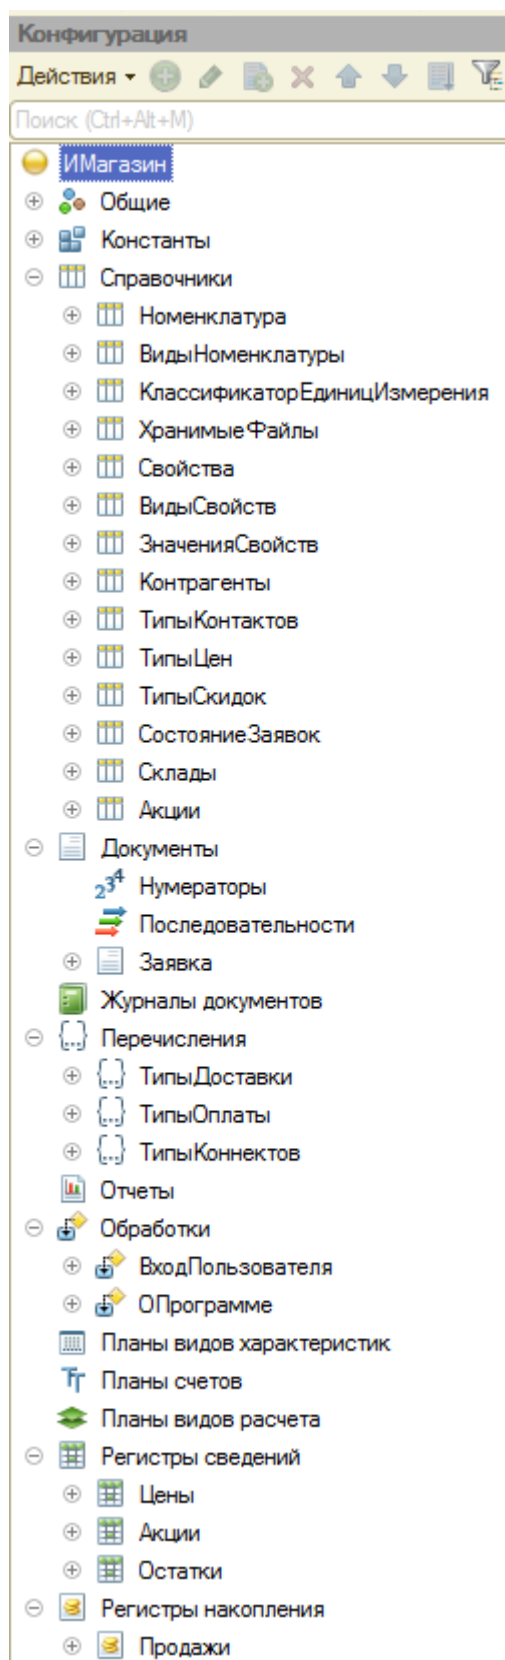 Конфигурация
Действия
Поиск (Ctrl+Alt+M)
ИМагазин
Общие
Константы
Справочники
Номенклатура
ВидыНоменклатуры
КлассификаторЕдиницИзмерения
ХранимыеФайлы
Свойства
ВидыСвойств
ЗначенияСвойств
Контрагенты
ТипыКонтактов
ТипыЦен
ТипыСкидок
СостояниеЗаявок
Склады
Акции
Документы
Нумераторы
Последовательности
Заявка
Журналы документов
Перечисления
ТипыДоставки
ТипыОплаты
ТипыКоннектов
Отчеты
Обработки
ВходПользователя
ОПрограмме
Планы видов характеристик
Планы счетов
Планы видов расчета
Регистры сведений
Цены
Акции
Остатки
Регистры накопления
Продажи